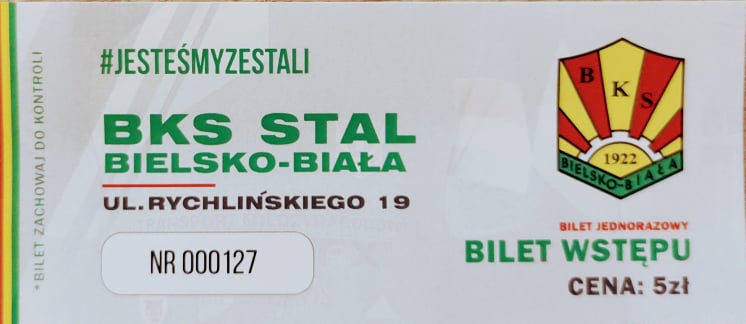 *BILET ZACHOWAJ DO KONTROLI
#JESTEŚMYZESTALI
BKS STAL
BIELSKO-BIAŁA
UL. RYCHLIŃSKIEGO 19
NR 000127
B K S
1922
BIELSKO-BIAŁA
BILET JEDNORAZOWY
BILET WSTĘPU
CENA: 5zł